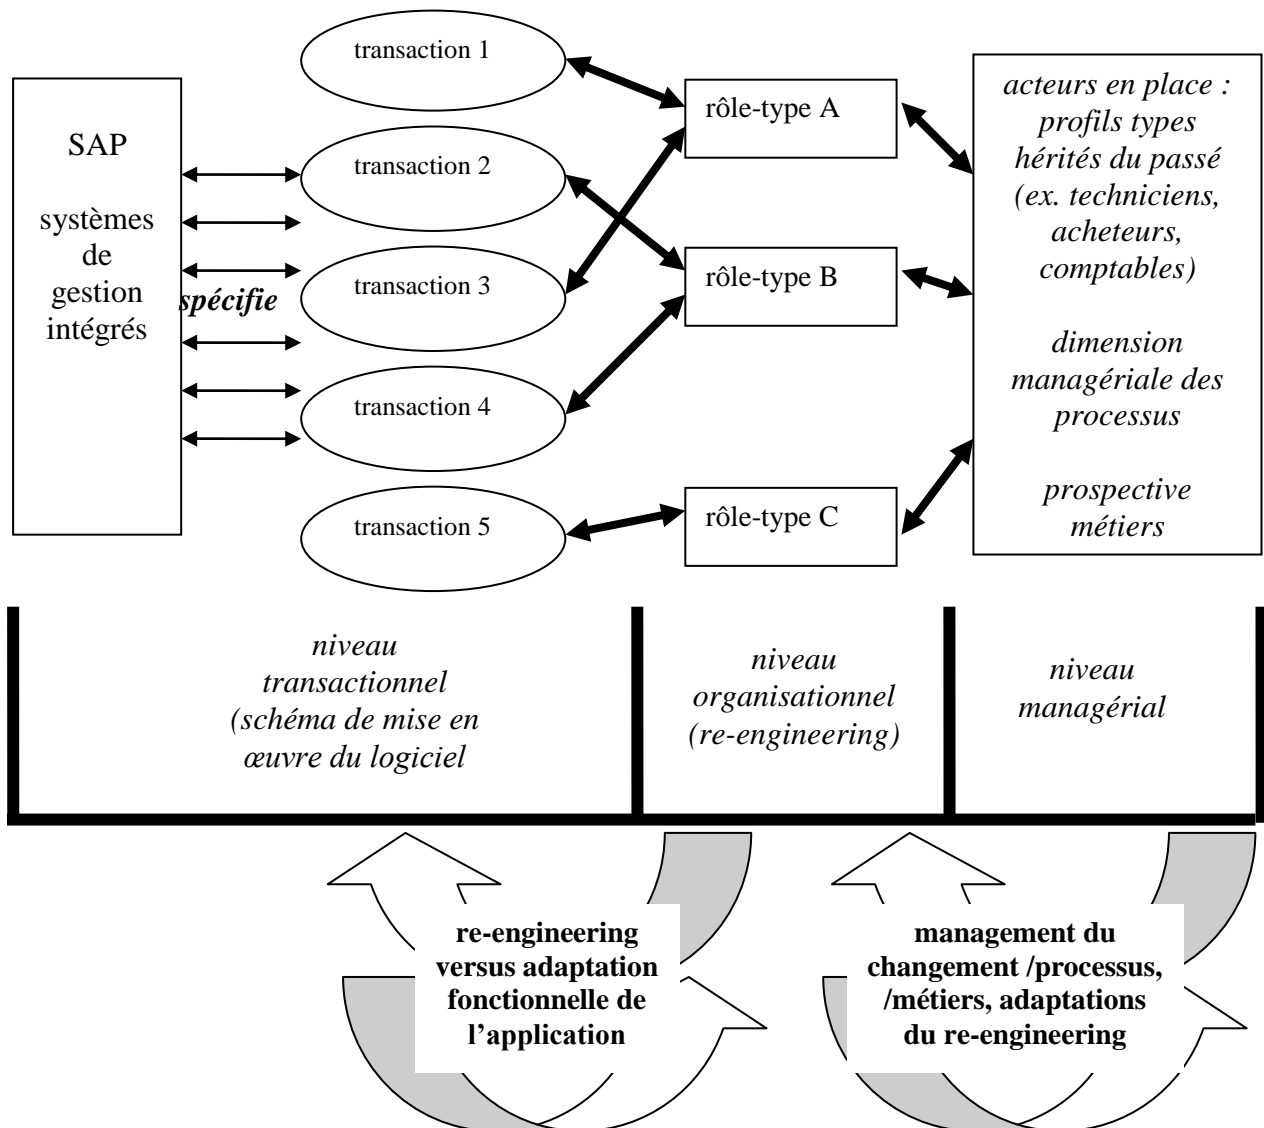 SAP
systèmes
de
gestion
intégrés
spécifie
transaction 1
transaction 2
transaction 3
transaction 4
transaction 5
rôle-type A
rôle-type B
rôle-type C
acteurs en place :
profils types
hérités du passé
(ex. techniciens,
acheteurs,
comptables)
dimension
managériale des
processus
prospective
métiers
niveau
transactionnel
(schéma de mise en
œuvre du logiciel
niveau
organisationnel
(re-engineering)
niveau
managérial
re-engineering
versus adaptation
fonctionnelle de
l’application
management du
changement /processus,
/métiers, adaptations
du re-engineering